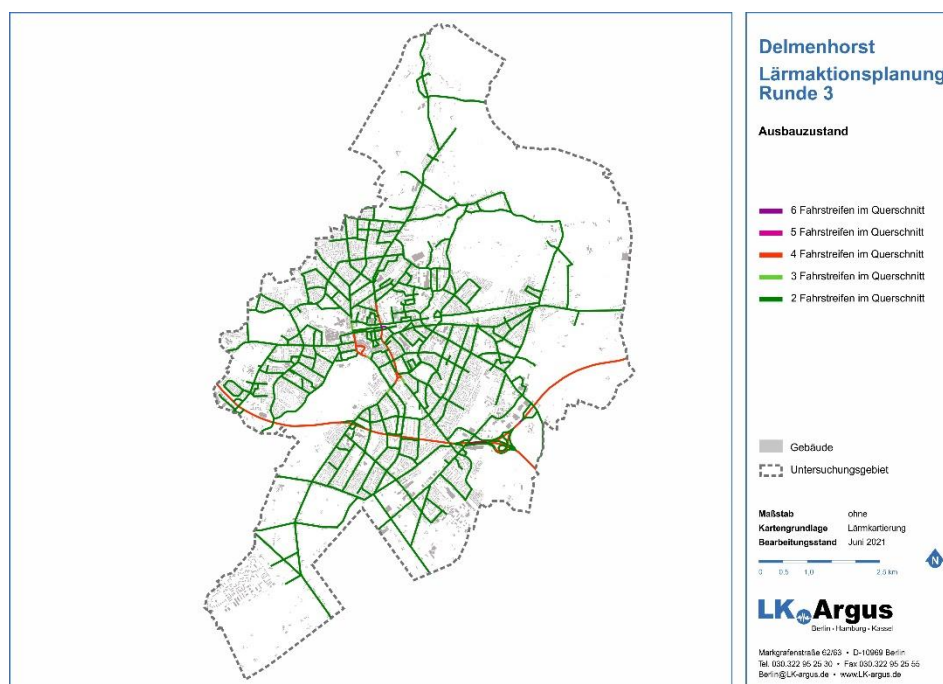 Delmenhorst
Lärmaktionsplanung
Runde 3
Ausbauzustand
6 Fahrstreifen im Querschnitt
5 Fahrstreifen im Querschnitt
4 Fahrstreifen im Querschnitt
3 Fahrstreifen im Querschnitt
2 Fahrstreifen im Querschnitt
Gebäude
Untersuchungsgebiet
Maßstab ohne
Kartengrundlage Lärmkartierung
Bearbeitungsstand Juni 2021
0 0,5 1,0 2,5 km
N
LK Argus
Berlin • Hamburg • Kassel
Markgrafenstraße 62/63 • D-10969 Berlin
Tel. 030.322 95 25 30 • Fax 030.322 95 25 55
Berlin@LK-argus.de • www.LK-argus.de